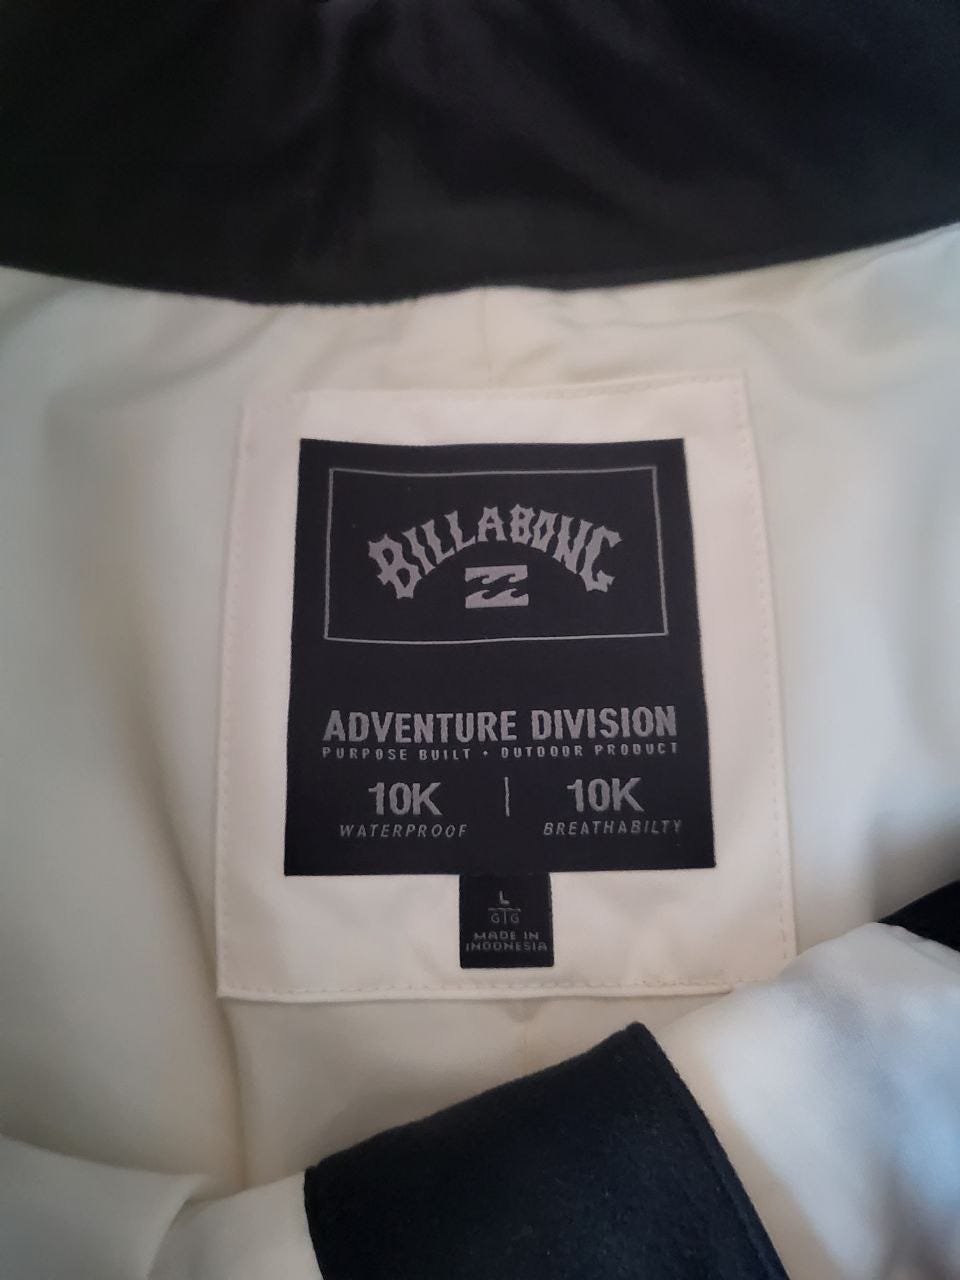 BILLABONG
ADVENTURE DIVISION
PURPOSE BUILT • OUTDOOR PRODUCT
10K | 10K
WATERPROOF BREATHABILTY
L
G|G
MADE IN
INDONESIA